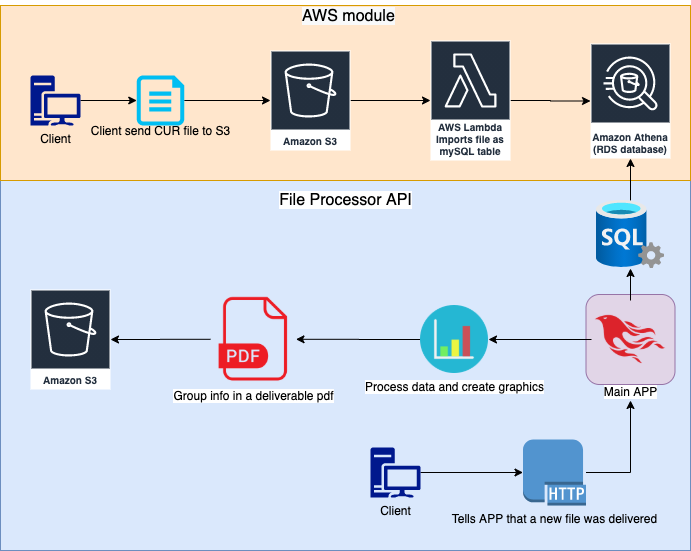 AWS module
Client
Client send CUR file to S3
Amazon S3
AWS Lambda
Imports file as
mySQL table
Amazon Athena
(RDS database)
File Processor API
SQL
Amazon S3
PDF
Group info in a deliverable pdf
Process data and create graphics
Main APP
Client
HTTP
Tells APP that a new file was delivered